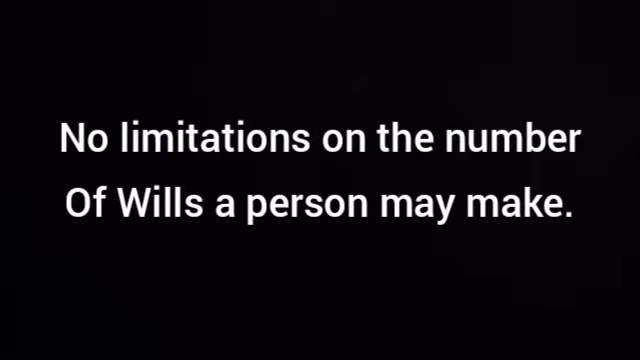 No limitations on the number
Of Wills a person may make.